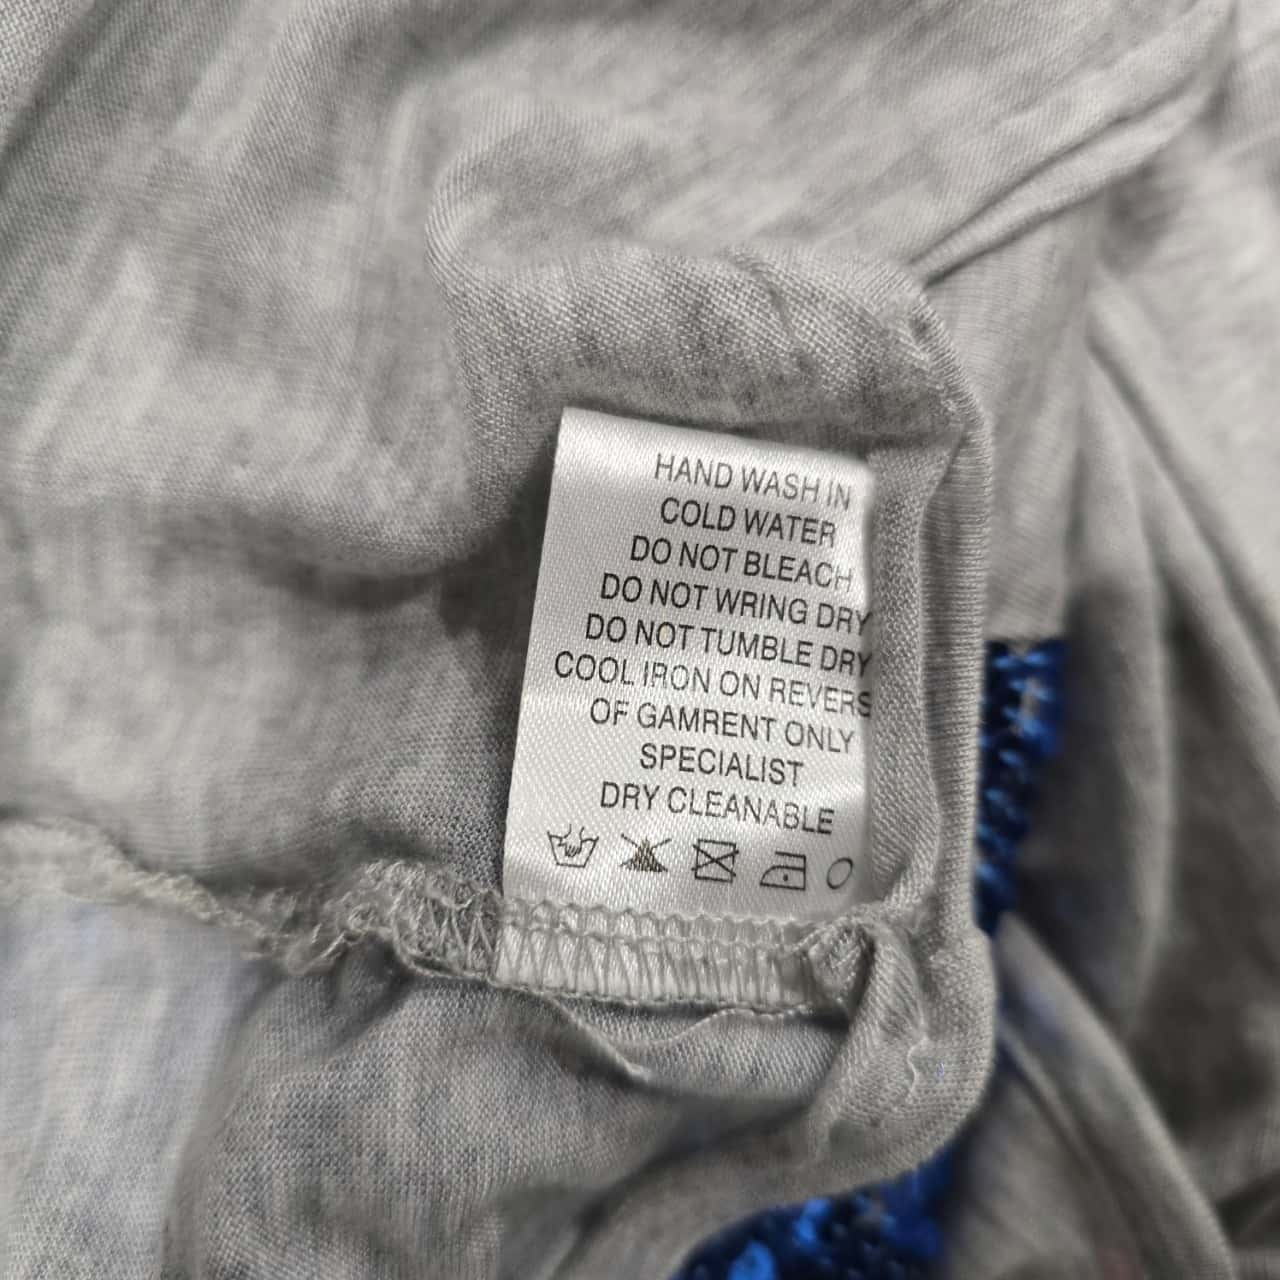 HAND WASH IN
COLD WATER
DO NOT BLEACH
DO NOT WRING DRY
DO NOT TUMBLE DRY
COOL IRON ON REVERS
OF GAMRENT ONLY
SPECIALIST
DRY CLEANABLE